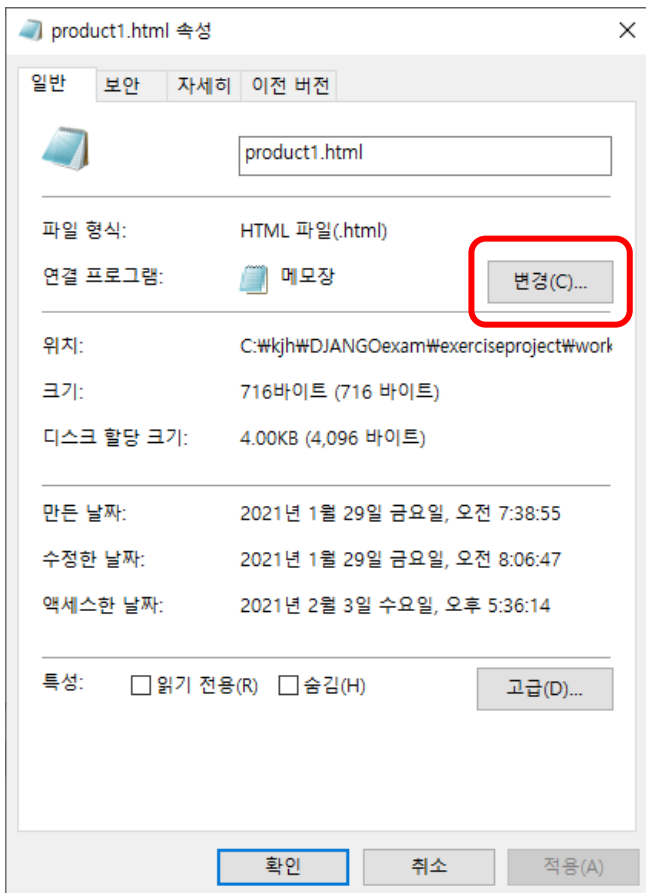 product1.html 속성
일반 보안 자세히 이전 버전
product1.html
파일 형식: HTML 파일(.html)
연결 프로그램: 메모장 변경(C)...
위치: C:₩kjh₩DJANGOexam₩exerciseproject₩work
크기: 716바이트 (716 바이트)
디스크 할당 크기: 4.00KB (4,096 바이트)
만든 날짜: 2021년 1월 29일 금요일, 오전 7:38:55
수정한 날짜: 2021년 1월 29일 금요일, 오전 8:06:47
액세스한 날짜: 2021년 2월 3일 수요일, 오후 5:36:14
특성: 읽기 전용(R) 숨김(H) 고급(D)...
확인 취소 적용(A)